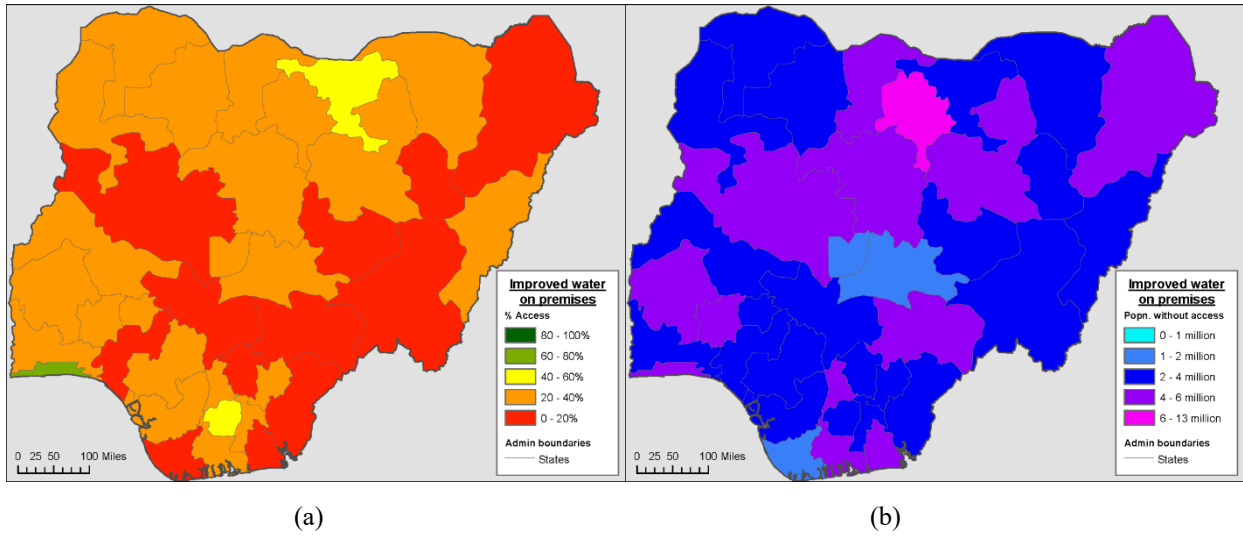 Improved water
on premises
% Access
80 - 100%
60 - 80%
40 - 60%
20 - 40%
0 - 20%
Admin boundaries
States
0 25 50 100 Miles
Improved water
on premises
Popn. without access
0 - 1 million
1 - 2 million
2 - 4 million
4 - 6 million
6 - 13 million
Admin boundaries
States
0 25 50 100 Miles
(a)
(b)